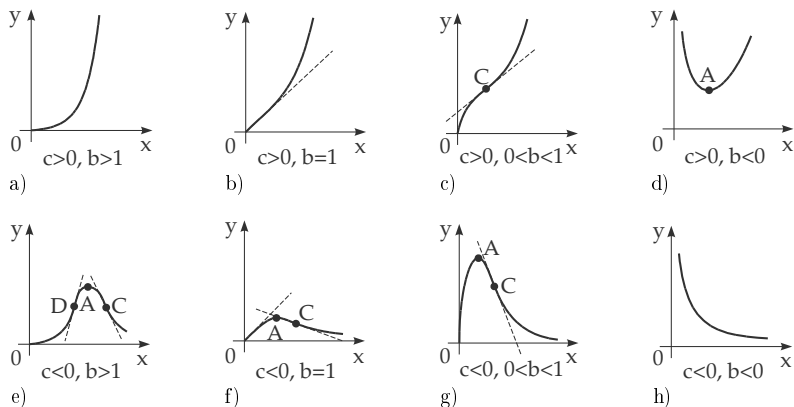 y
0
x
c>0, b>1
a)
y
0
x
c>0, b=1
b)
y
C
0
x
c>0, 0<b<1
c)
y
A
0
x
c>0, b<0
d)
y
D A C
0
x
c<0, b>1
e)
y
C
A
0
x
c<0, b=1
f)
y
A
C
0
x
c<0, 0<b<1
g)
y
0
x
c<0, b<0
h)